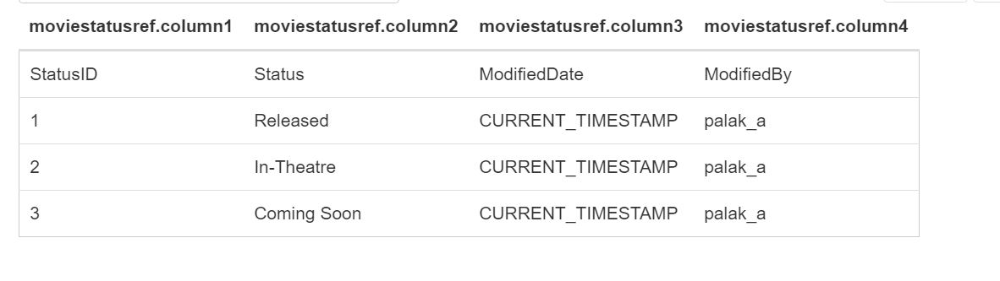 moviestatusref.column1 moviestatusref.column2 moviestatusref.column3 moviestatusref.column4
StatusID Status ModifiedDate ModifiedBy
1 Released CURRENT_TIMESTAMP palak_a
2 In-Theatre CURRENT_TIMESTAMP palak_a
3 Coming Soon CURRENT_TIMESTAMP palak_a